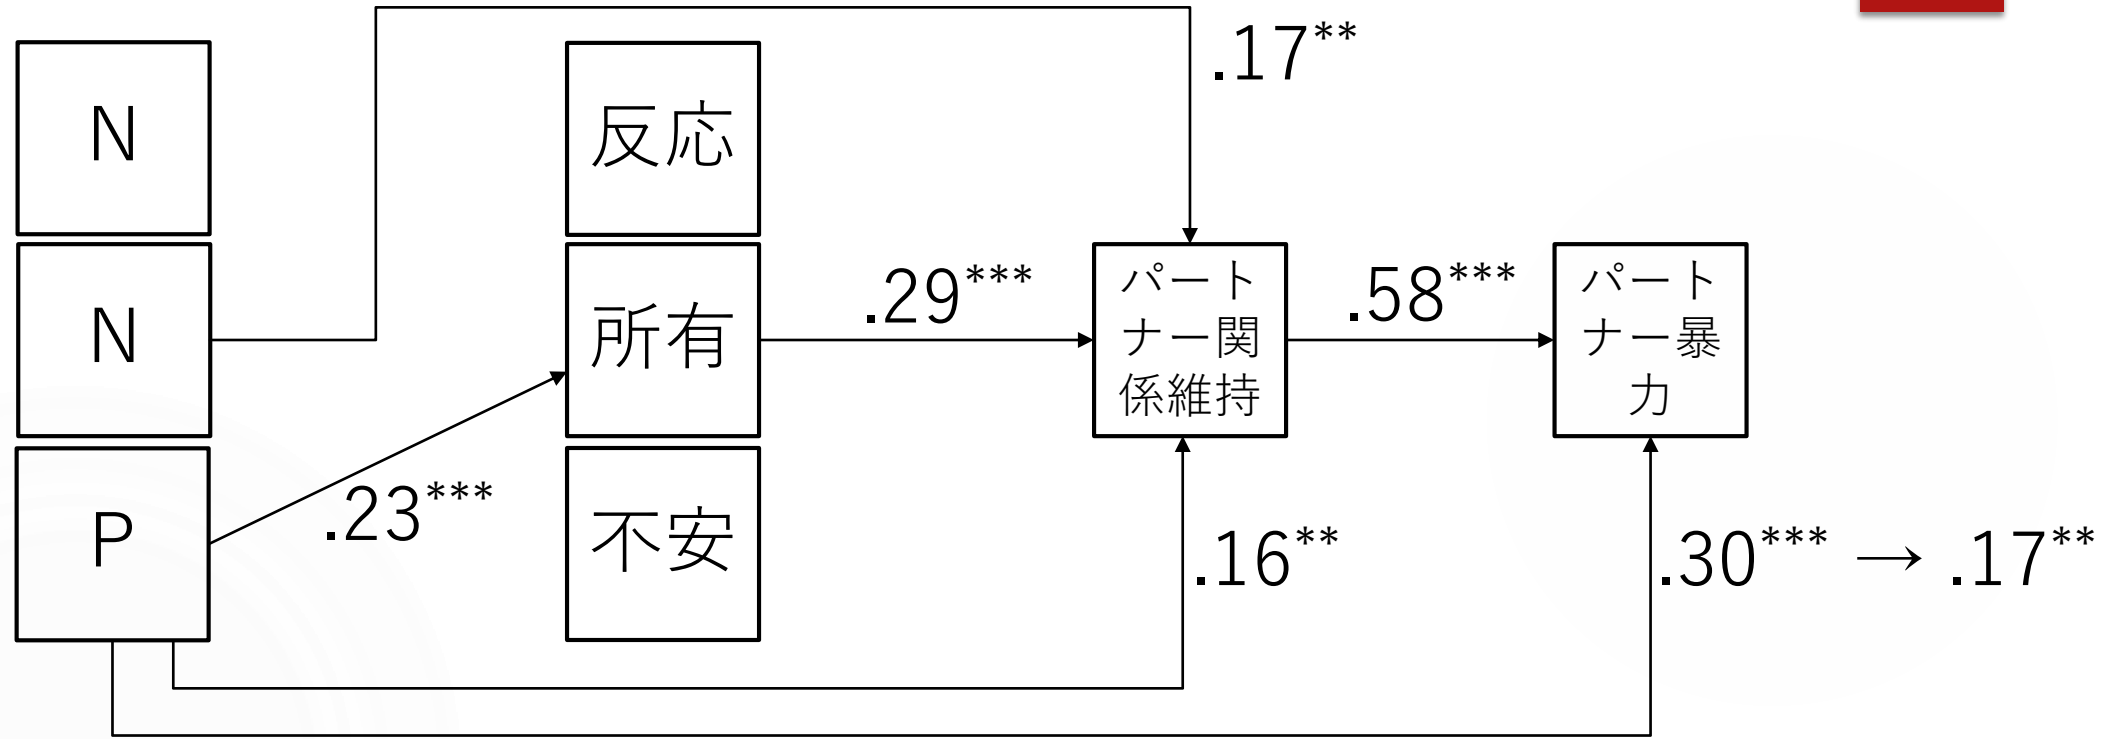 N
N
P
反応
所有
不安
パート
ナー関
係維持
パート
ナー暴
力
.17**
.29***
.58***
.23***
.16**
.30*** → .17**